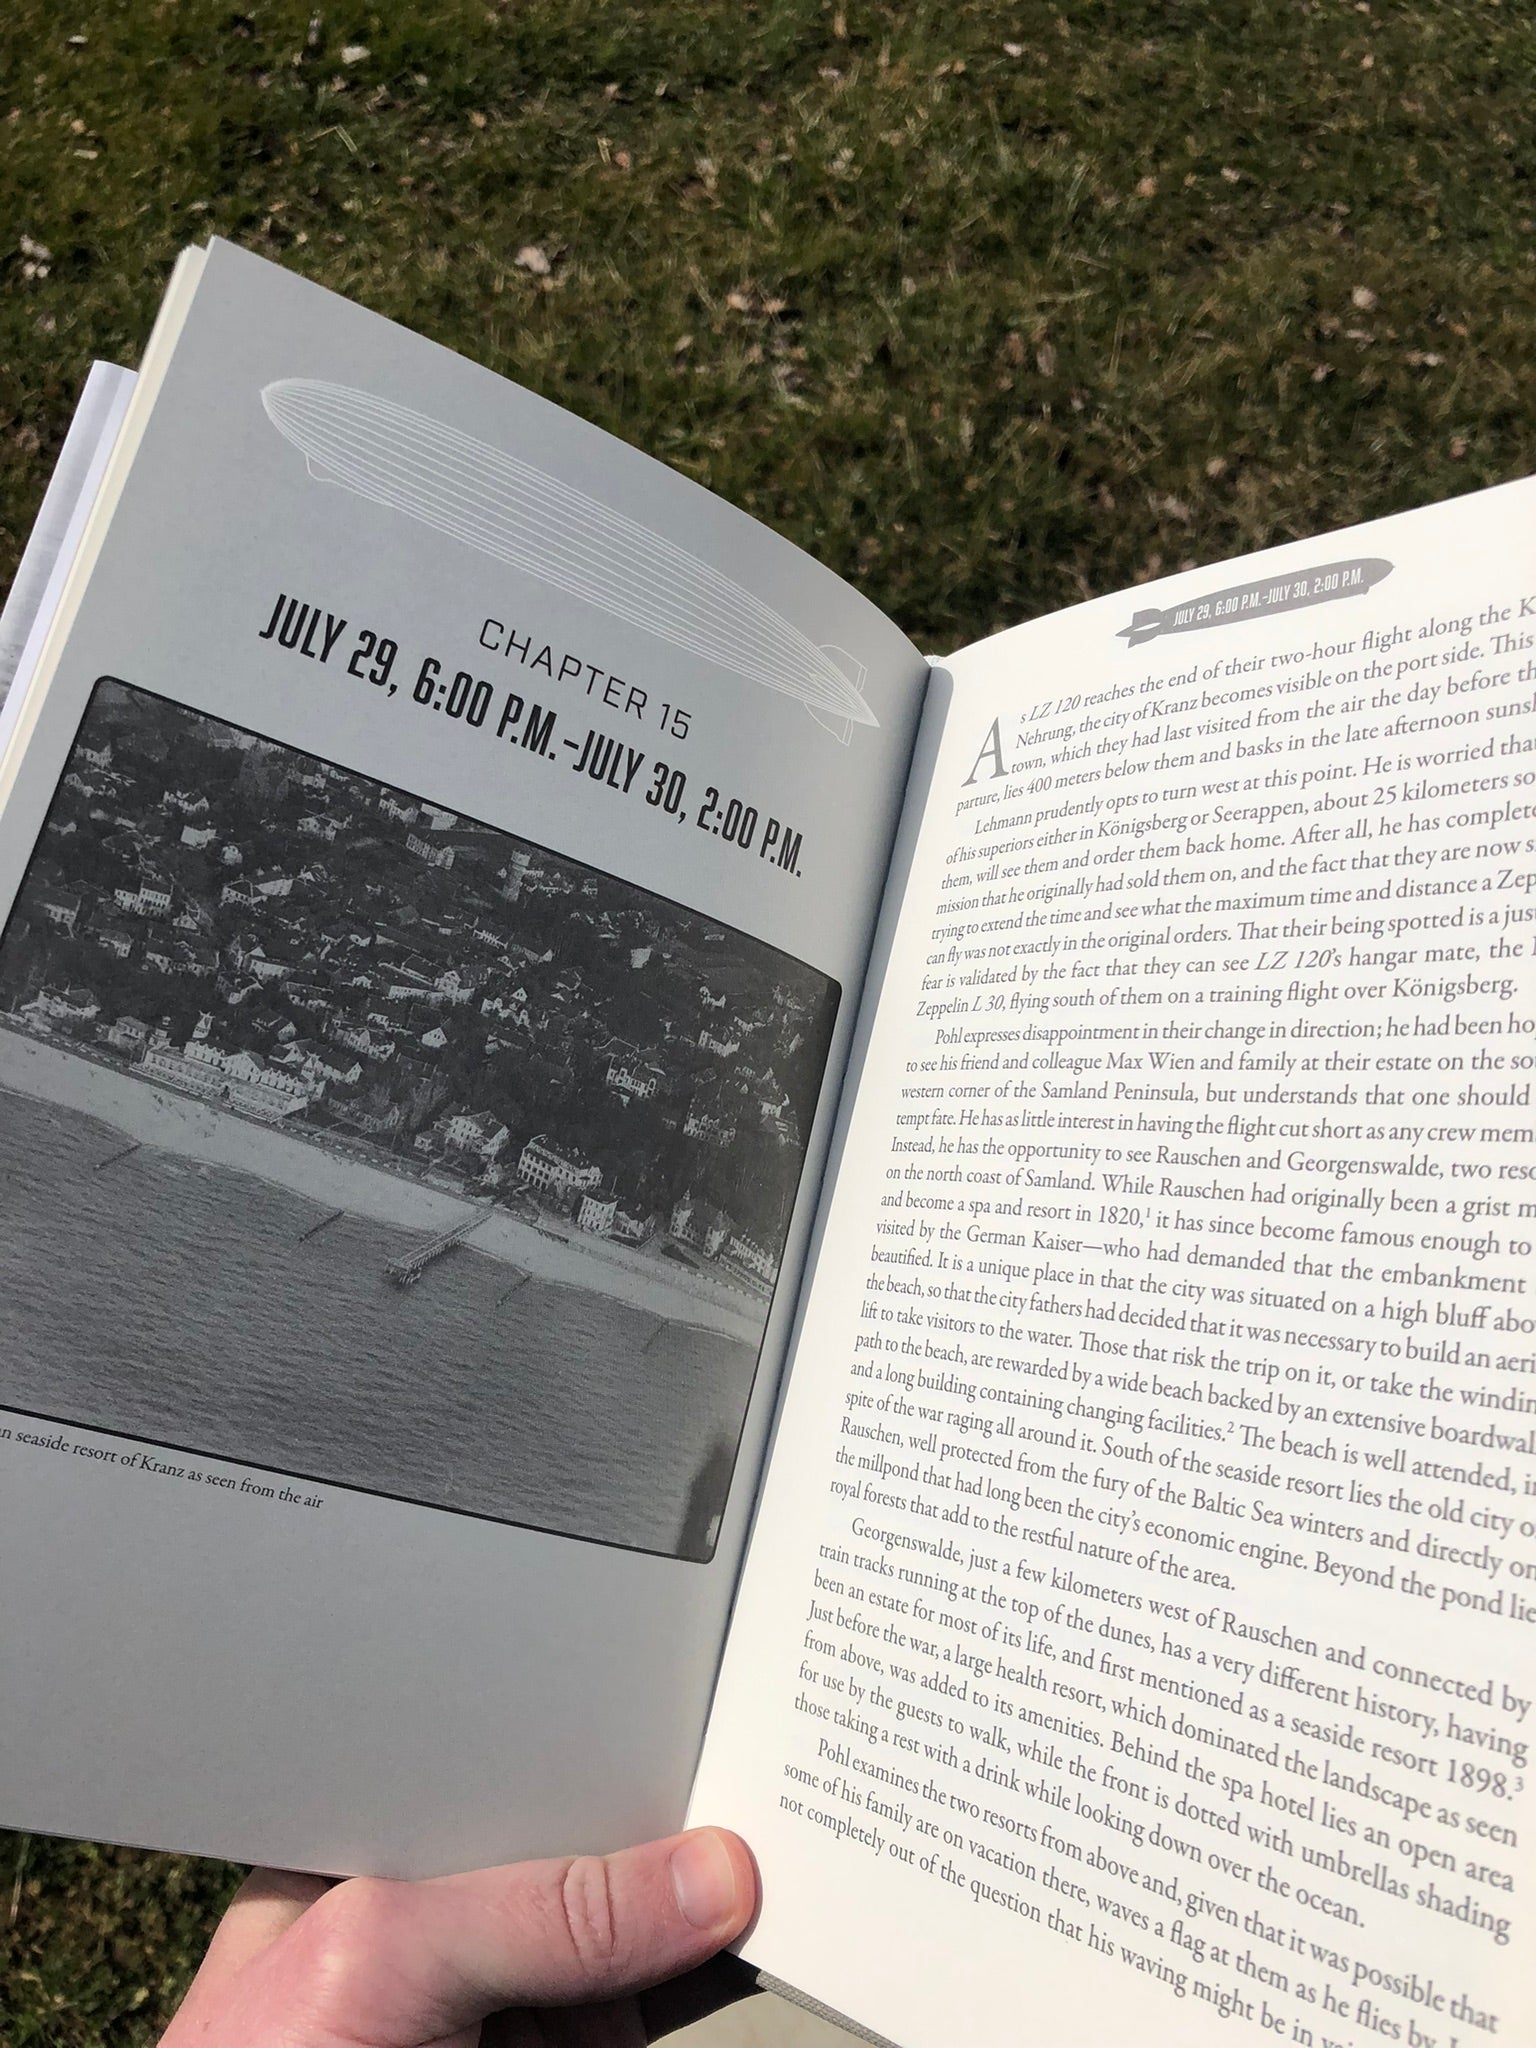 CHAPTER 15
JULY 29, 6:00 P.M.–JULY 30, 2:00 P.M.
seaside resort of Kranz as seen from the air
JULY 29, 6:00 P.M.–JULY 30, 2:00 P.M.
As LZ 120 reaches the end of their two-hour flight along the
Nehrung, the city of Kranz becomes visible on the port side. This
town, which they had last visited from the air the day before
parture, lies 400 meters below them and basks in the late afternoon
Lehmann prudently opts to turn west at this point. He is worried
of his superiors either in Königsberg or Seerappen, about 25 kilometers
them, will see them and order them back home. After all, he has
mission that he originally had sold them on, and the fact that they are now
trying to extend the time and see what the maximum time and distance a
can fly was not exactly in the original orders. That their being spotted is a
fear is validated by the fact that they can see LZ 120's hangar mate, the
Zeppelin L 30, flying south of them on a training flight over Königsberg.
Pohl expresses disappointment in their change in direction; he had been
to see his friend and colleague Max Wien and family at their estate on the
western corner of the Samland Peninsula, but understands that one should
tempt fate. He has as little interest in having the flight cut short as any crew
Instead, he has the opportunity to see Rauschen and Georgenswalde, two
on the north coast of Samland. While Rauschen had originally been a grist
and become a spa and resort in 1820,¹ it has since become famous enough to
visited by the German Kaiser—who had demanded that the embankment
beautified. It is a unique place in that the city was situated on a high bluff
the beach, so that the city fathers had decided that it was necessary to build an
lift to take visitors to the water. Those that risk the trip on it, or take the
path to the beach, are rewarded by a wide beach backed by an extensive
and a long building containing changing facilities.² The beach is well attended,
spite of the war raging all around it. South of the seaside resort lies the old city
Rauschen, well protected from the fury of the Baltic Sea winters and directly on
the millpond that had long been the city's economic engine. Beyond the pond
royal forests that add to the restful nature of the area.
Georgenswalde, just a few kilometers west of Rauschen and connected by
train tracks running at the top of the dunes, has a very different history, having
been an estate for most of its life, and first mentioned as a seaside resort 1898.³
Just before the war, a large health resort, which dominated the landscape as seen
from above, was added to its amenities. Behind the spa hotel lies an open area
for use by the guests to walk, while the front is dotted with umbrellas shading
those taking a rest with a drink while looking down over the ocean.
Pohl examines the two resorts from above and, given that it was possible that
some of his family are on vacation there, waves a flag at them as he flies by.
not completely out of the question that his waving might be in